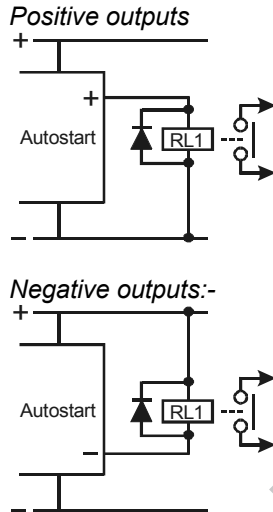 Positive outputs
+
+
Autostart
RL1
–
Negative outputs:-
+
Autostart
RL1
–
–